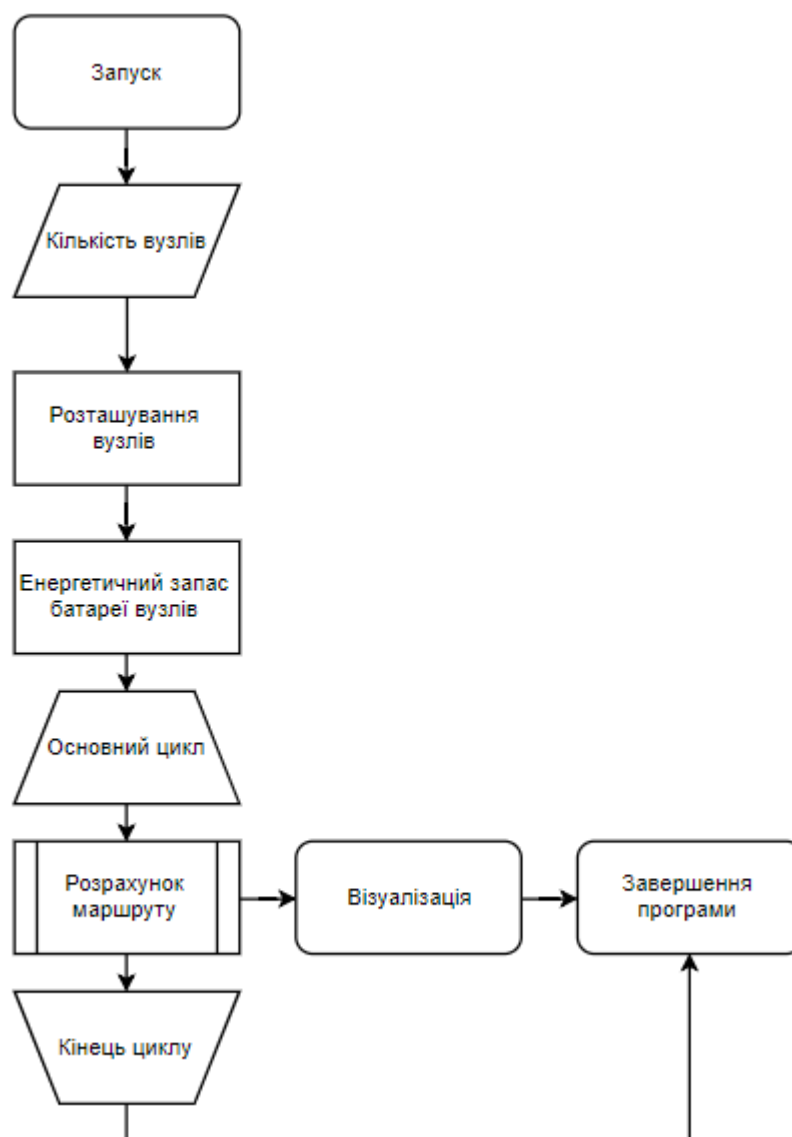 Запуск
Кількість вузлів
Розташування
вузлів
Енергетичний запас
батареї вузлів
Основний цикл
Розрахунок
маршруту
Візуалізація
Завершення
програми
Кінець циклу